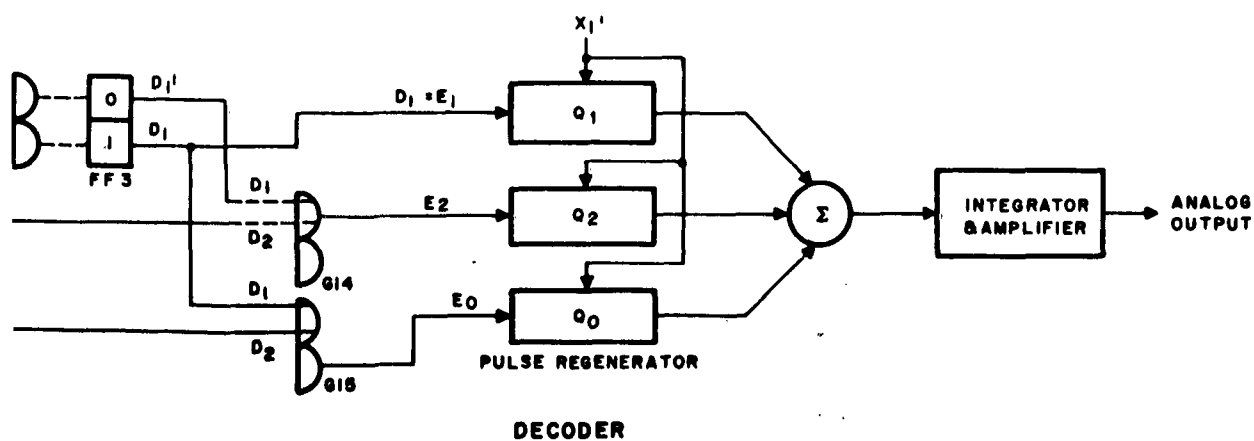 X1'
0
D1'
1
D1
FF3
D1 = E1
Q1
D1
D2
G14
E2
Q2
Σ
INTEGRATOR
& AMPLIFIER
ANALOG
OUTPUT
D1
D2
G15
E0
Q0
PULSE REGENERATOR
DECODER